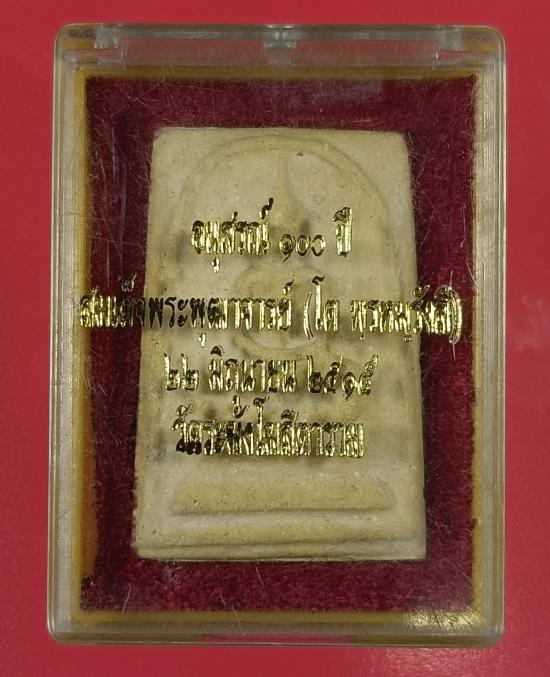 อนุสรณ์ ๑๐๐ ปี
สมเด็จพระพุฒาจารย์ (โต พฺรหฺมรํสี)
๒๒ มิถุนายน ๒๕๑๕
วัดระฆังโฆสิตาราม